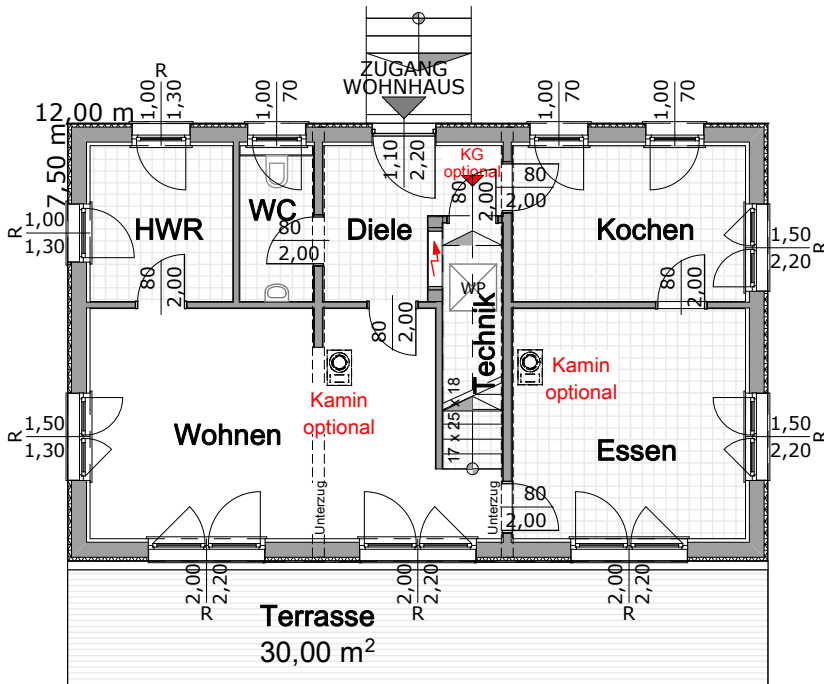 ZUGANG
WOHNHAUS
R
1,00
1,30
1,00
70
1,00
70
1,00
70
12,00 m
7,50 m
1,10
2,20
KG
optional
80
2,00
80
2,00
R
1,00
1,30
HWR
WC
80
2,00
Diele
Kochen
1,50
2,20
R
80
2,00
80
2,00
WP
Technik
80
2,00
Kamin
optional
Kamin
optional
R
1,50
1,30
Wohnen
17 x 25 x 18
Essen
1,50
2,20
R
Unterzug
Unterzug
80
2,00
2,00
2,20
R
2,00
2,20
R
2,00
2,20
R
Terrasse
30,00 m²